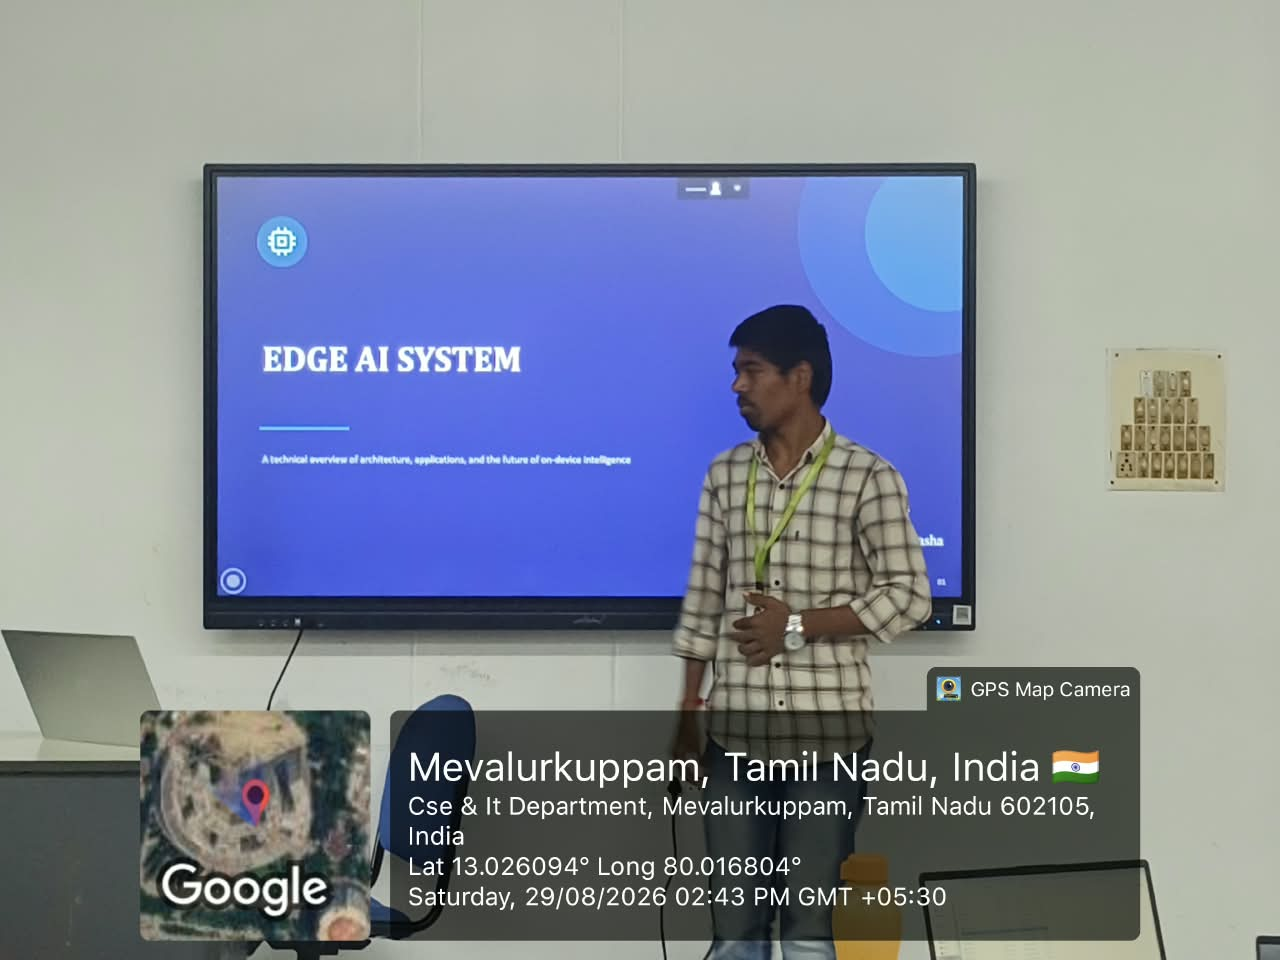 EDGE AI SYSTEM
A technical overview of architecture, applications, and the future of on-device intelligence
01
GPS Map Camera
Mevalurkuppam, Tamil Nadu, India 🇮🇳
Cse & It Department, Mevalurkuppam, Tamil Nadu 602105,
India
Lat 13.026094° Long 80.016804°
Saturday, 29/08/2026 02:43 PM GMT +05:30
Google